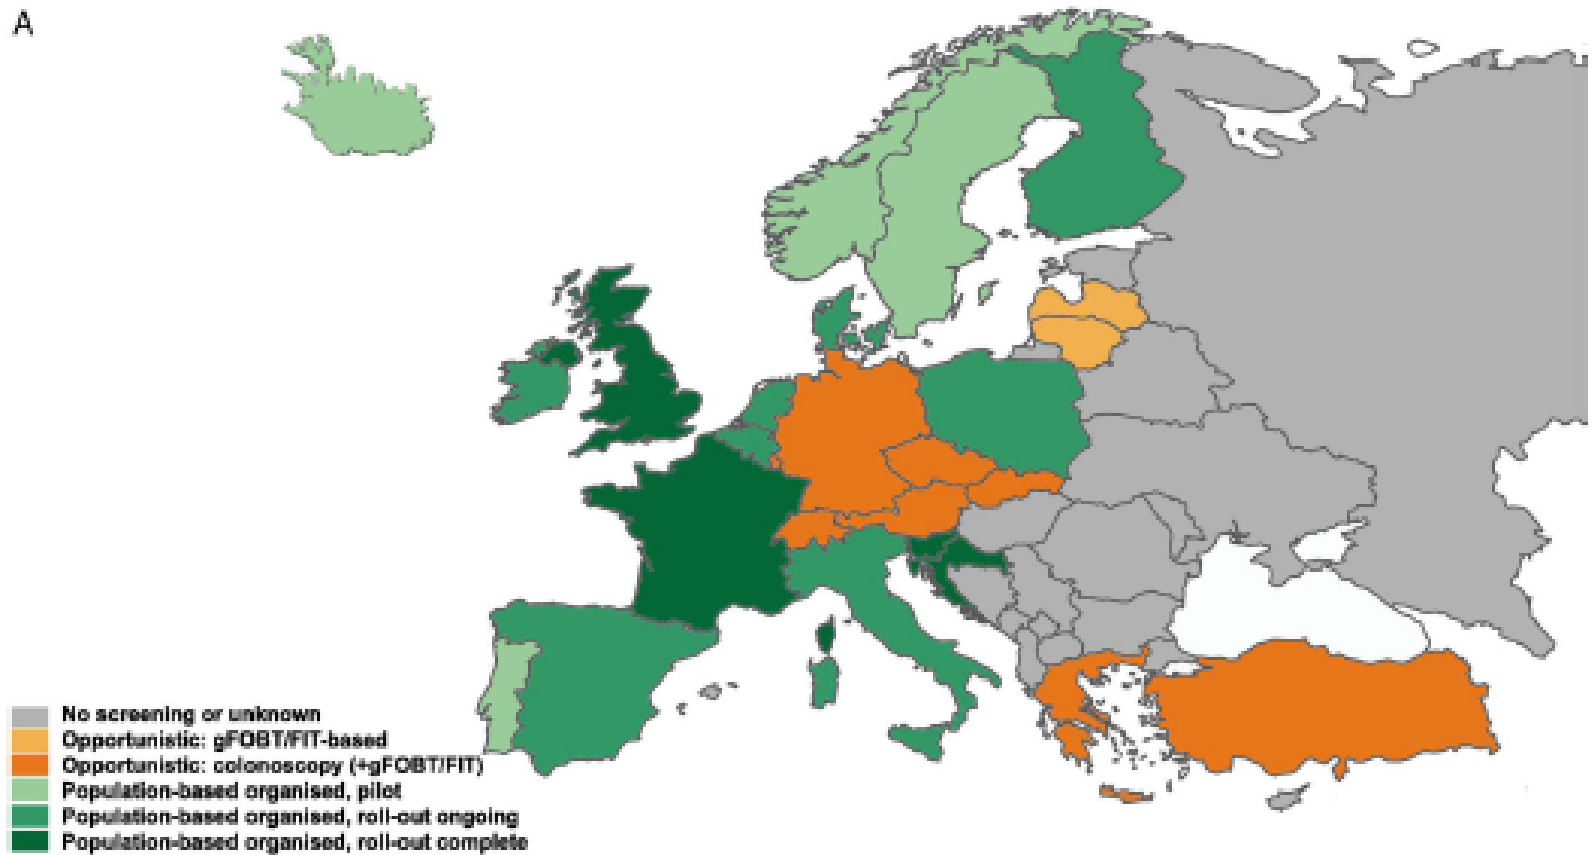 A
No screening or unknown
Opportunistic: gFOBT/FIT-based
Opportunistic: colonoscopy (+gFOBT/FIT)
Population-based organised, pilot
Population-based organised, roll-out ongoing
Population-based organised, roll-out complete